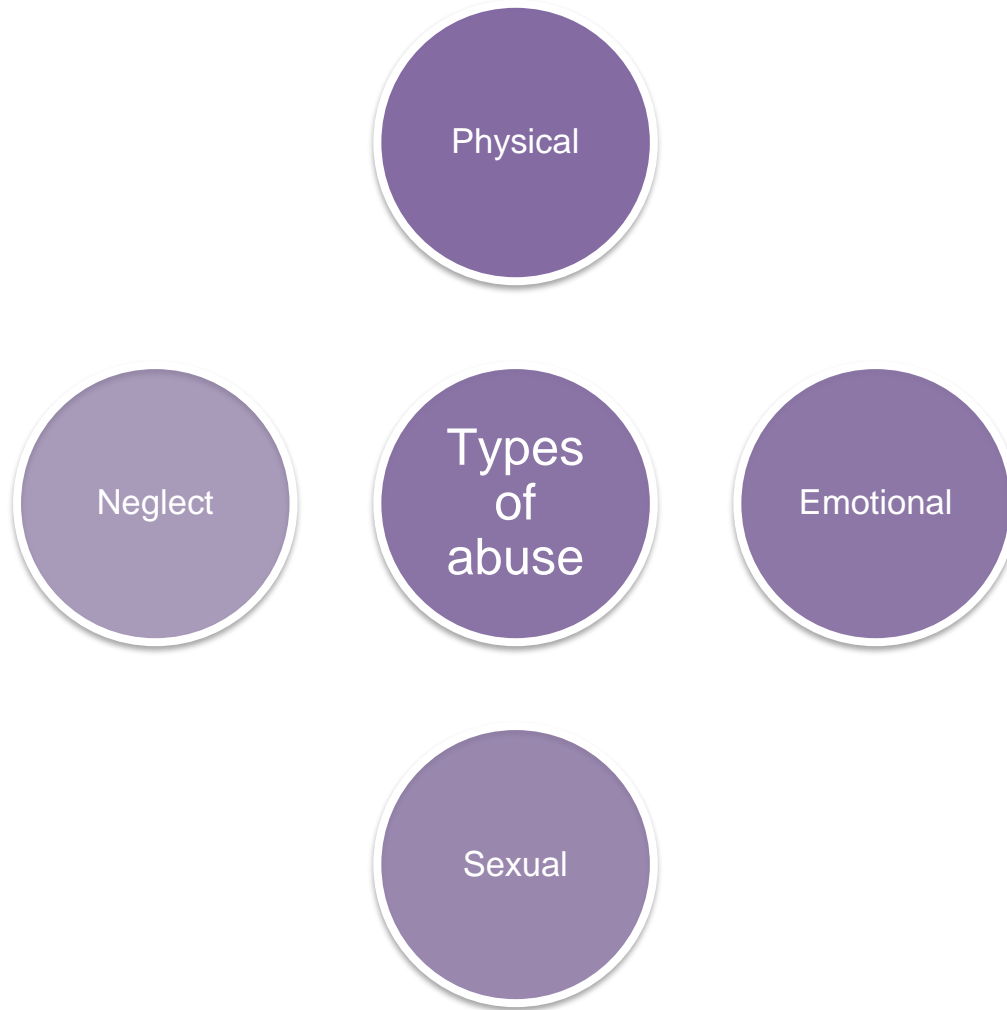 Physical
Neglect
Types
of
abuse
Emotional
Sexual